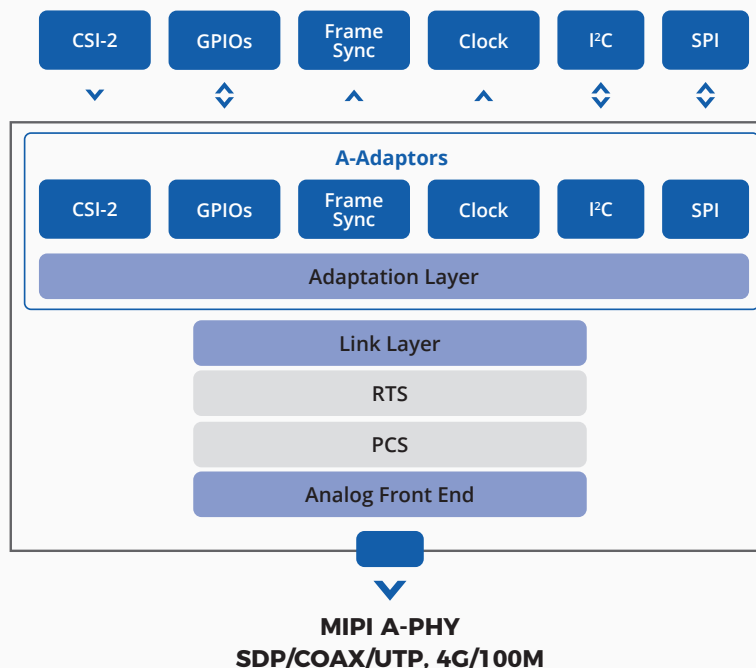 CSI-2
GPIOs
Frame
Sync
Clock
I²C
SPI
A-Adaptors
CSI-2
GPIOs
Frame
Sync
Clock
I²C
SPI
Adaptation Layer
Link Layer
RTS
PCS
Analog Front End
MIPI A-PHY
SDP/COAX/UTP, 4G/100M